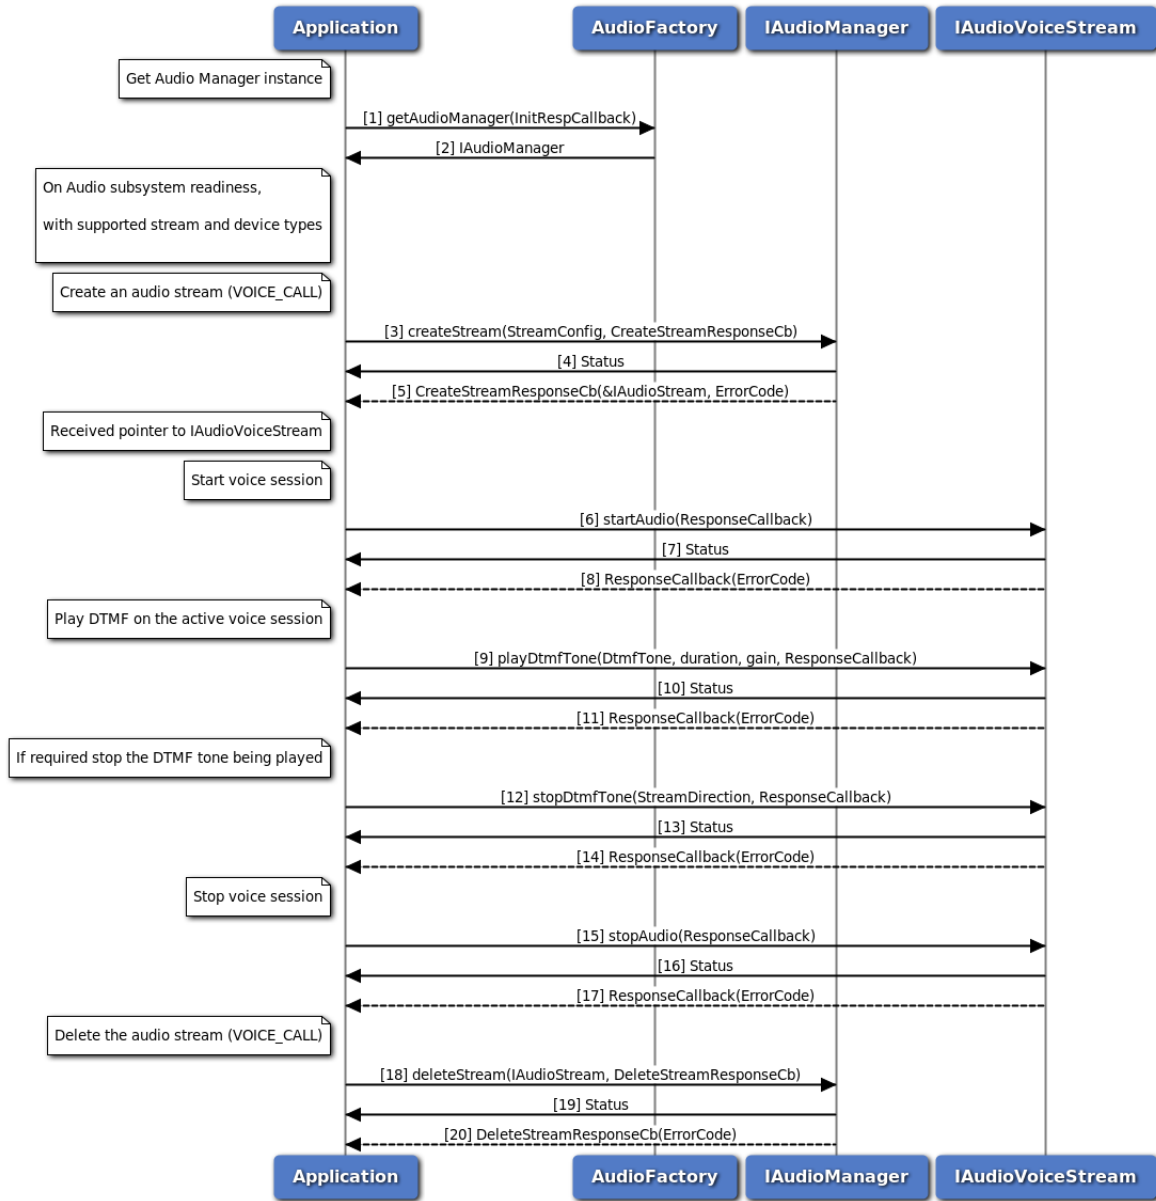 Application AudioFactory IAudioManager IAudioVoiceStream
Get Audio Manager instance
[1] getAudioManager(InitRespCallback)
[2] IAudioManager
On Audio subsystem readiness,
with supported stream and device types
Create an audio stream (VOICE_CALL)
[3] createStream(StreamConfig, CreateStreamResponseCb)
[4] Status
[5] CreateStreamResponseCb(&IAudioStream, ErrorCode)
Received pointer to IAudioVoiceStream
Start voice session
[6] startAudio(ResponseCallback)
[7] Status
[8] ResponseCallback(ErrorCode)
Play DTMF on the active voice session
[9] playDtmfTone(DtmfTone, duration, gain, ResponseCallback)
[10] Status
[11] ResponseCallback(ErrorCode)
If required stop the DTMF tone being played
[12] stopDtmfTone(StreamDirection, ResponseCallback)
[13] Status
[14] ResponseCallback(ErrorCode)
Stop voice session
[15] stopAudio(ResponseCallback)
[16] Status
[17] ResponseCallback(ErrorCode)
Delete the audio stream (VOICE_CALL)
[18] deleteStream(IAudioStream, DeleteStreamResponseCb)
[19] Status
[20] DeleteStreamResponseCb(ErrorCode)
Application AudioFactory IAudioManager IAudioVoiceStream